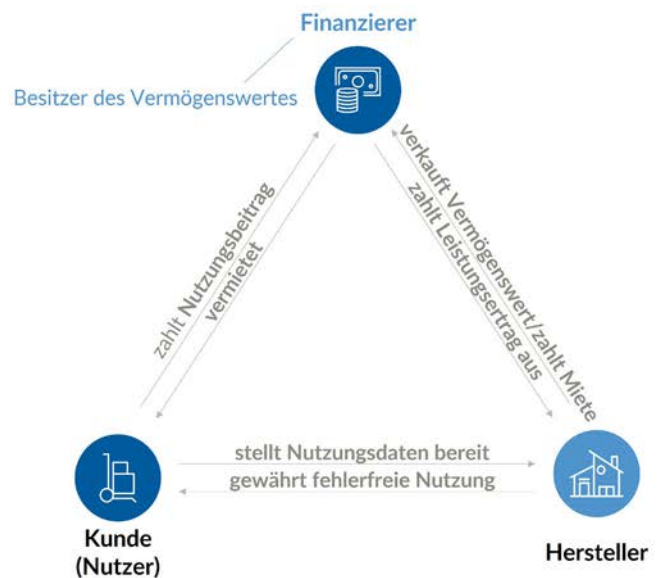 Finanzierer
Besitzer des Vermögenswertes
zahlt Nutzungsbeitrag
vermietet
verkauft Vermögenswert/zahlt Miete
zahlt Leistungsertrag aus
stellt Nutzungsdaten bereit
gewährt fehlerfreie Nutzung
Kunde
(Nutzer)
Hersteller